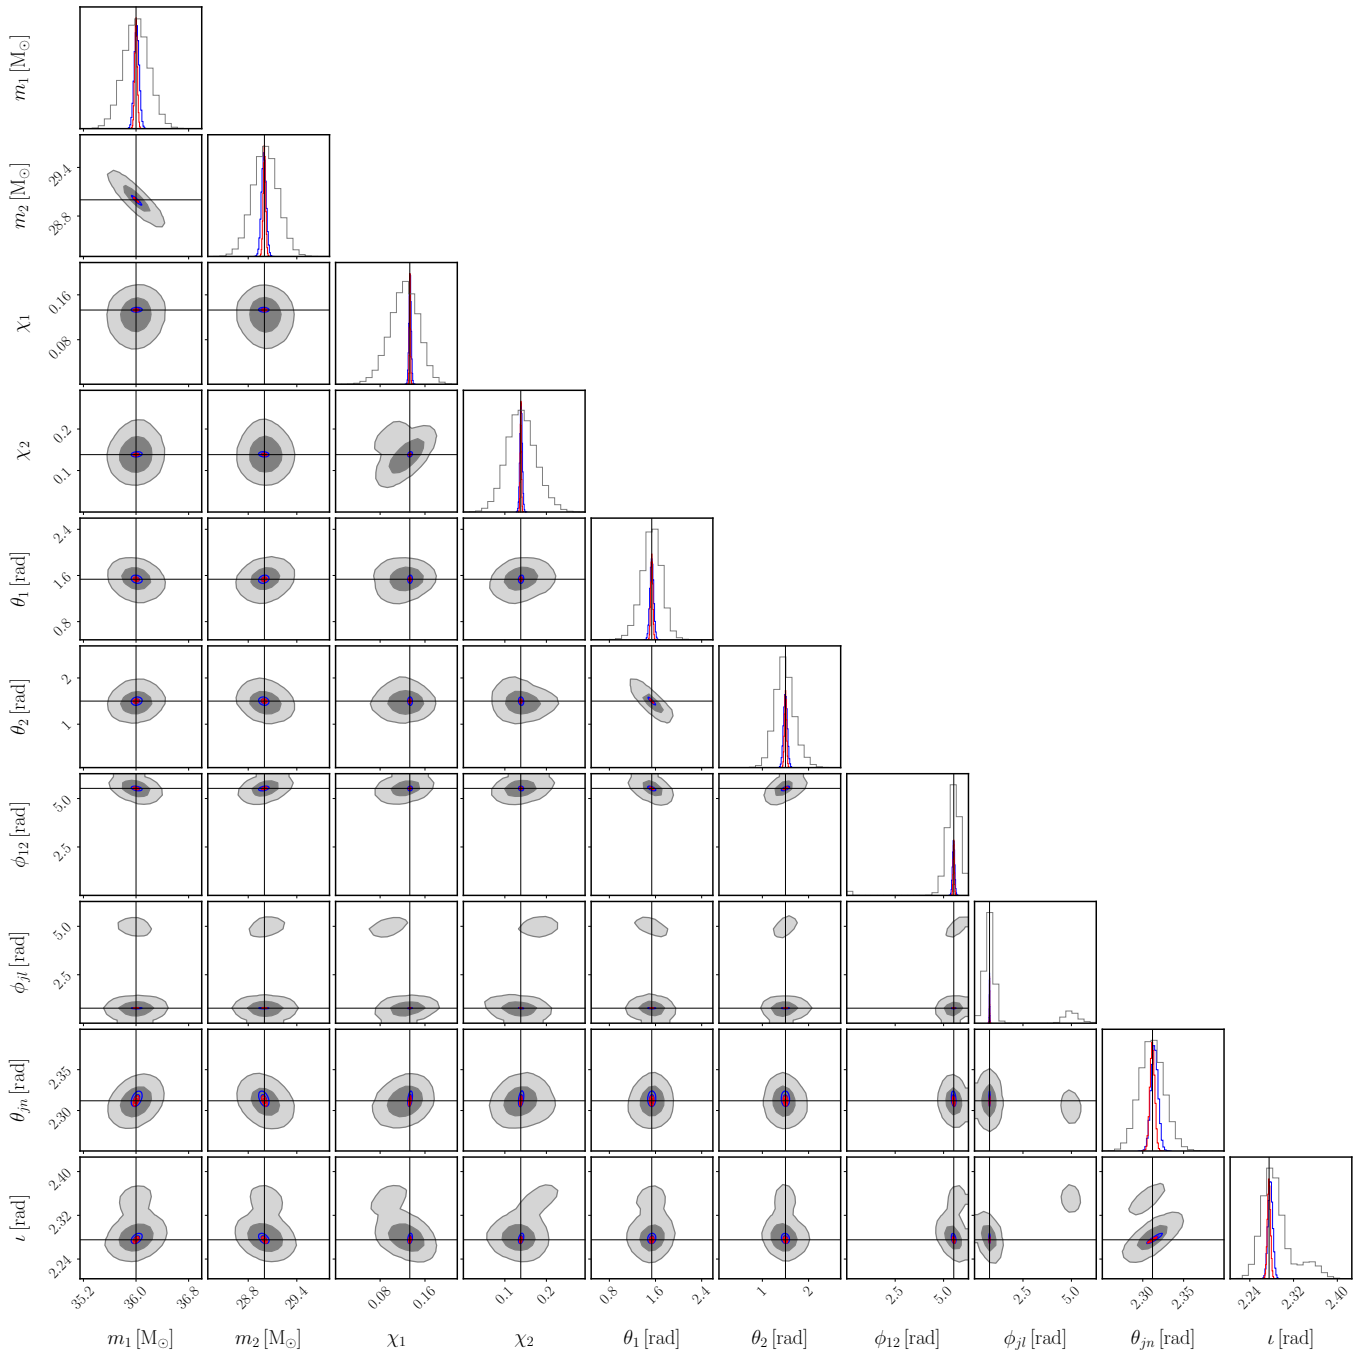 m₁ [M⊙]
m₂ [M⊙]
29.4
28.8
χ₁
0.16
0.08
χ₂
0.2
0.1
θ₁ [rad]
2.4
1.6
0.8
θ₂ [rad]
2
1
ϕ₁₂ [rad]
5.0
2.5
ϕ_jl [rad]
5.0
2.5
θ_jn [rad]
2.35
2.30
ι [rad]
2.40
2.32
2.24
35.2 36.0 36.8 28.8 29.4 0.08 0.16 0.1 0.2 0.8 1.6 2.4 1 2 2.5 5.0 2.5 5.0 2.30 2.35 2.24 2.32 2.40
m₁ [M⊙] m₂ [M⊙] χ₁ χ₂ θ₁ [rad] θ₂ [rad] ϕ₁₂ [rad] ϕ_jl [rad] θ_jn [rad] ι [rad]